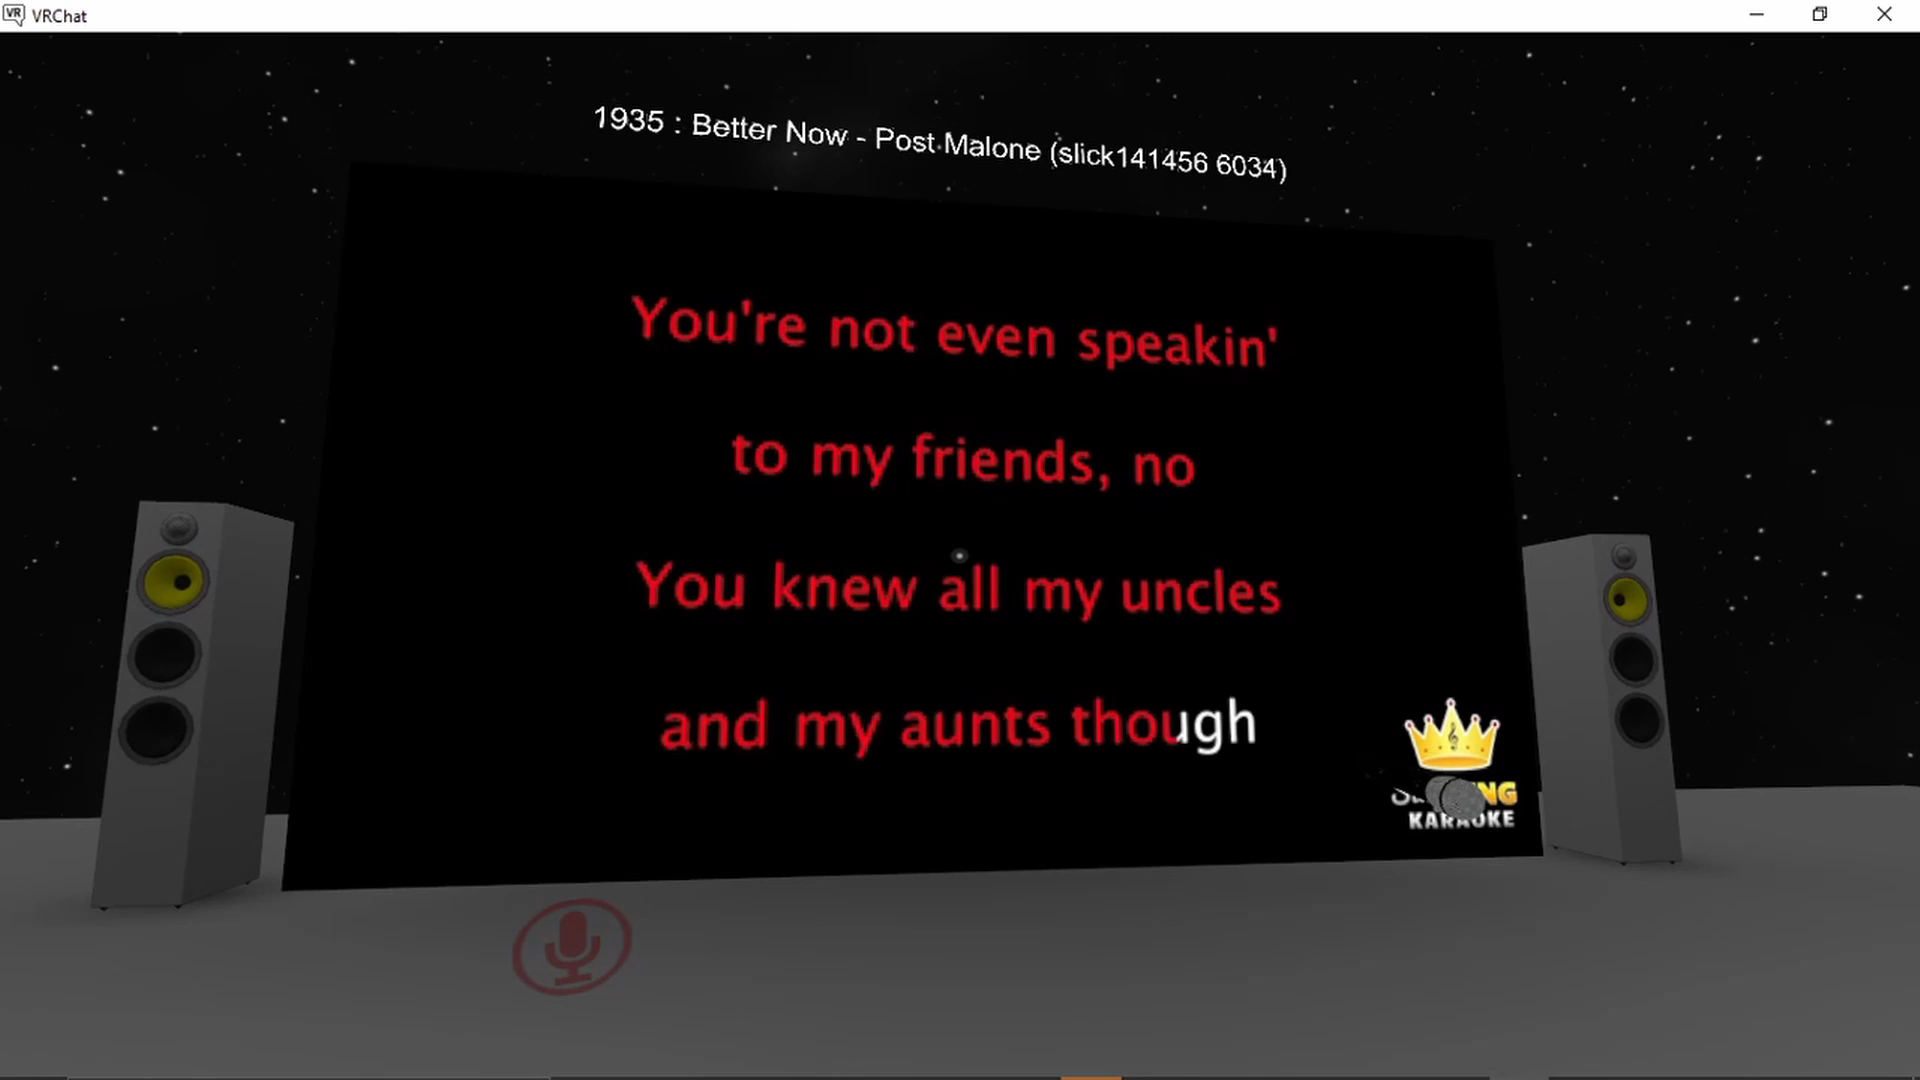 VRChat
1935 : Better Now - Post Malone (slick141456 6034)
You're not even speakin'
to my friends, no
You knew all my uncles
and my aunts though
KARAOKE